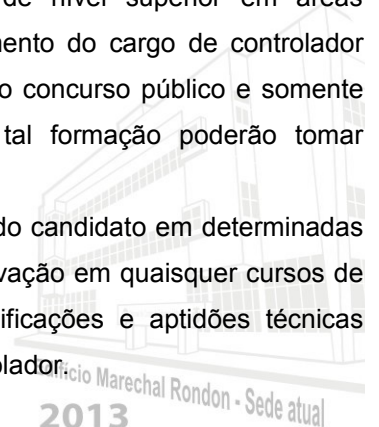 de nível superior em áreas
mento do cargo de controlador
o concurso público e somente
tal formação poderão tomar
do candidato em determinadas
vação em quaisquer cursos de
ificações e aptidões técnicas
olador.
Edifício Marechal Rondon - Sede atual
2013